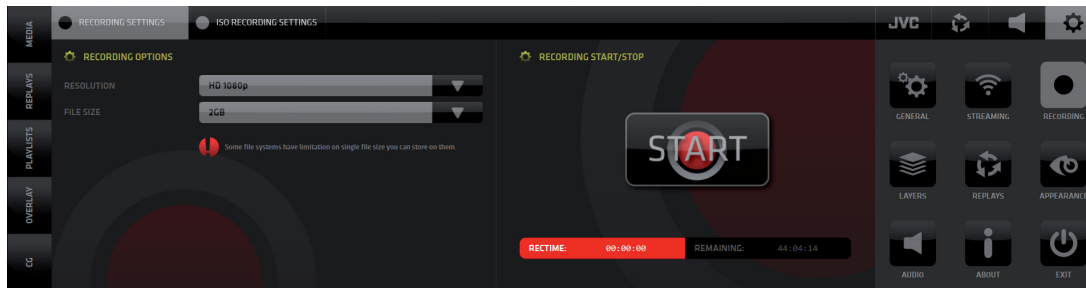 MEDIA
REPLAYS
PLAYLISTS
OVERLAY
CG
RECORDING SETTINGS
ISO RECORDING SETTINGS
JVC
RECORDING OPTIONS
RESOLUTION
HD 1080p
FILE SIZE
2GB
Some file systems have limitation on single file size you can store on them.
RECORDING START/STOP
START
RECTIME:
00:00:00
REMAINING:
44:04:14
GENERAL
STREAMING
RECORDING
LAYERS
REPLAYS
APPEARANCE
AUDIO
ABOUT
EXIT